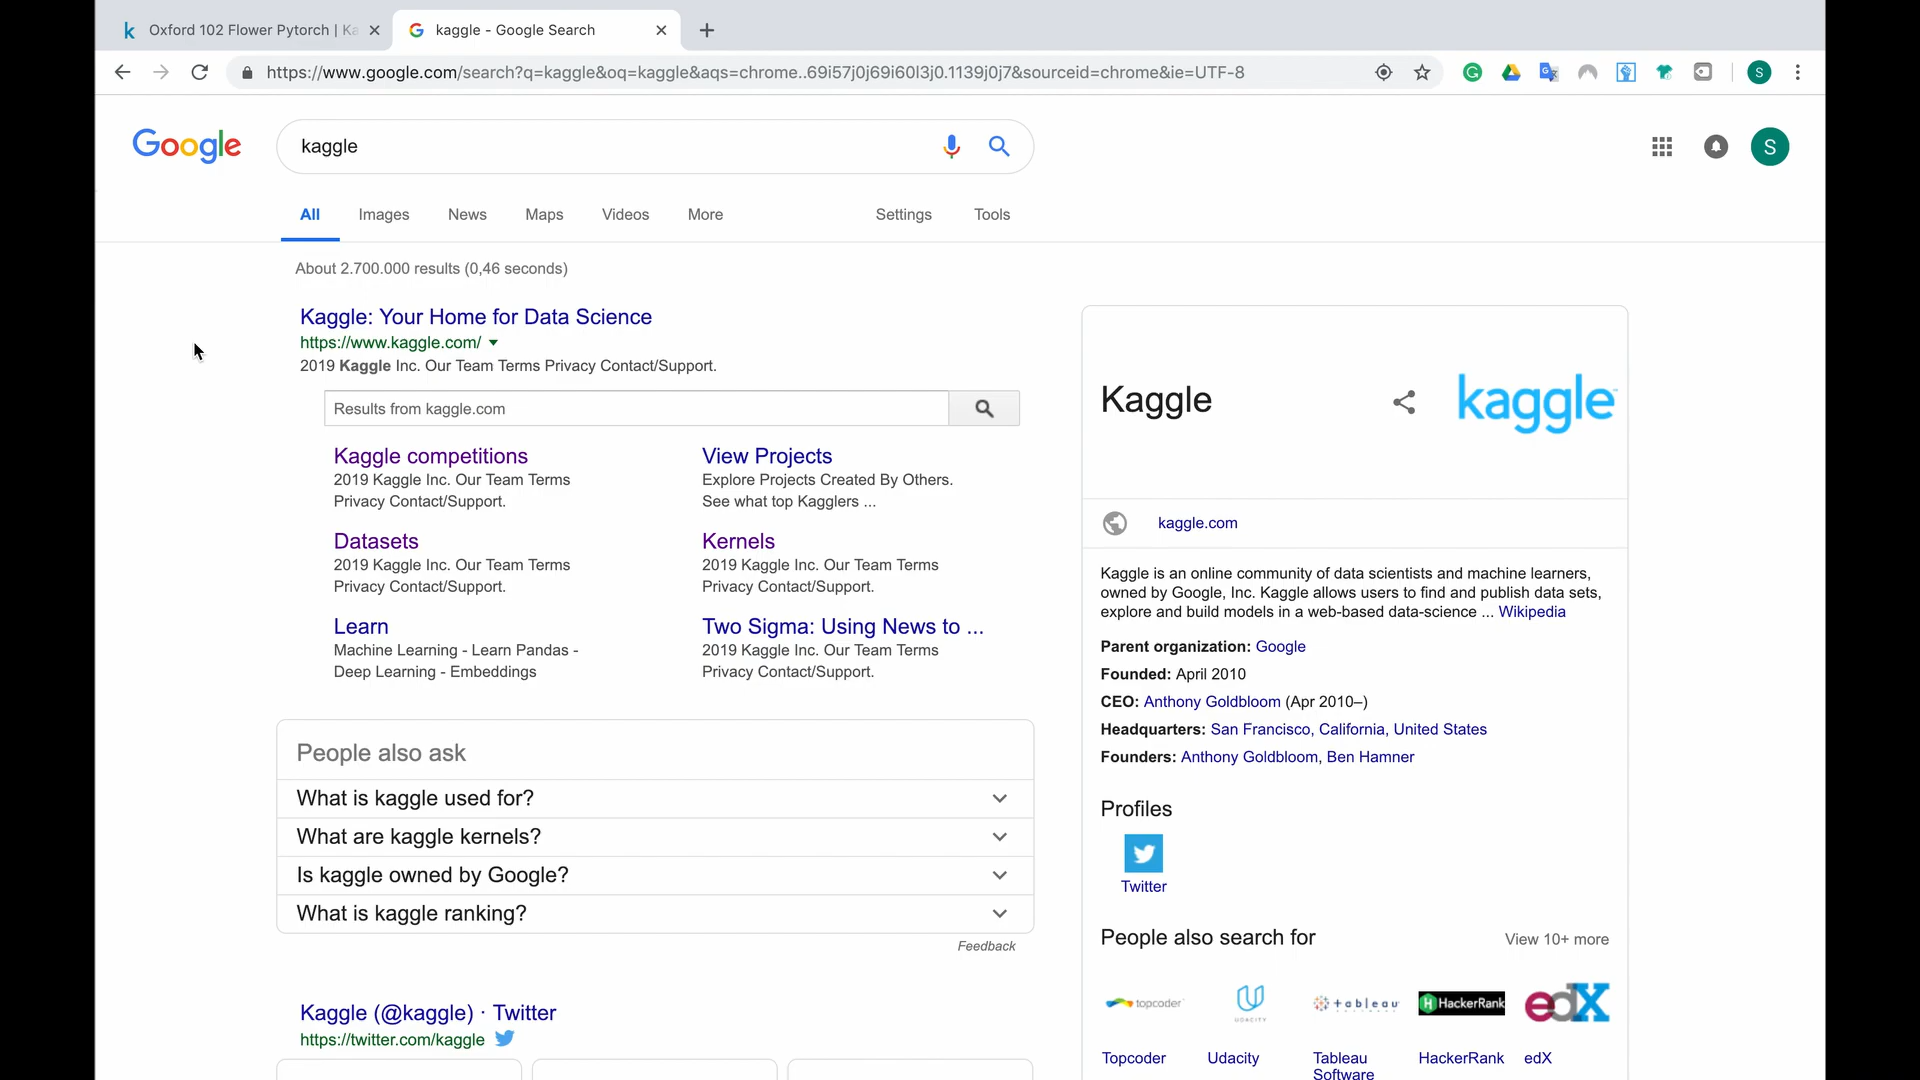 k Oxford 102 Flower Pytorch | Ka
kaggle - Google Search
https://www.google.com/search?q=kaggle&oq=kaggle&aqs=chrome..69i57j0j69i60l3j0.1139j0j7&sourceid=chrome&ie=UTF-8
S
Google
kaggle
S
All Images News Maps Videos More Settings Tools
About 2.700.000 results (0,46 seconds)
Kaggle: Your Home for Data Science
https://www.kaggle.com/
2019 Kaggle Inc. Our Team Terms Privacy Contact/Support.
Results from kaggle.com
Kaggle competitions
2019 Kaggle Inc. Our Team Terms
Privacy Contact/Support.
View Projects
Explore Projects Created By Others.
See what top Kagglers ...
Datasets
2019 Kaggle Inc. Our Team Terms
Privacy Contact/Support.
Kernels
2019 Kaggle Inc. Our Team Terms
Privacy Contact/Support.
Learn
Machine Learning - Learn Pandas -
Deep Learning - Embeddings
Two Sigma: Using News to ...
2019 Kaggle Inc. Our Team Terms
Privacy Contact/Support.
People also ask
What is kaggle used for?
What are kaggle kernels?
Is kaggle owned by Google?
What is kaggle ranking?
Feedback
Kaggle (@kaggle) · Twitter
https://twitter.com/kaggle
Kaggle
kaggle
kaggle.com
Kaggle is an online community of data scientists and machine learners,
owned by Google, Inc. Kaggle allows users to find and publish data sets,
explore and build models in a web-based data-science ... Wikipedia
Parent organization: Google
Founded: April 2010
CEO: Anthony Goldbloom (Apr 2010–)
Headquarters: San Francisco, California, United States
Founders: Anthony Goldbloom, Ben Hamner
Profiles
Twitter
People also search for
View 10+ more
topcoder
UDACITY
+ableau
H HackerRank
edX
Topcoder
Udacity
Tableau
Software
HackerRank
edX